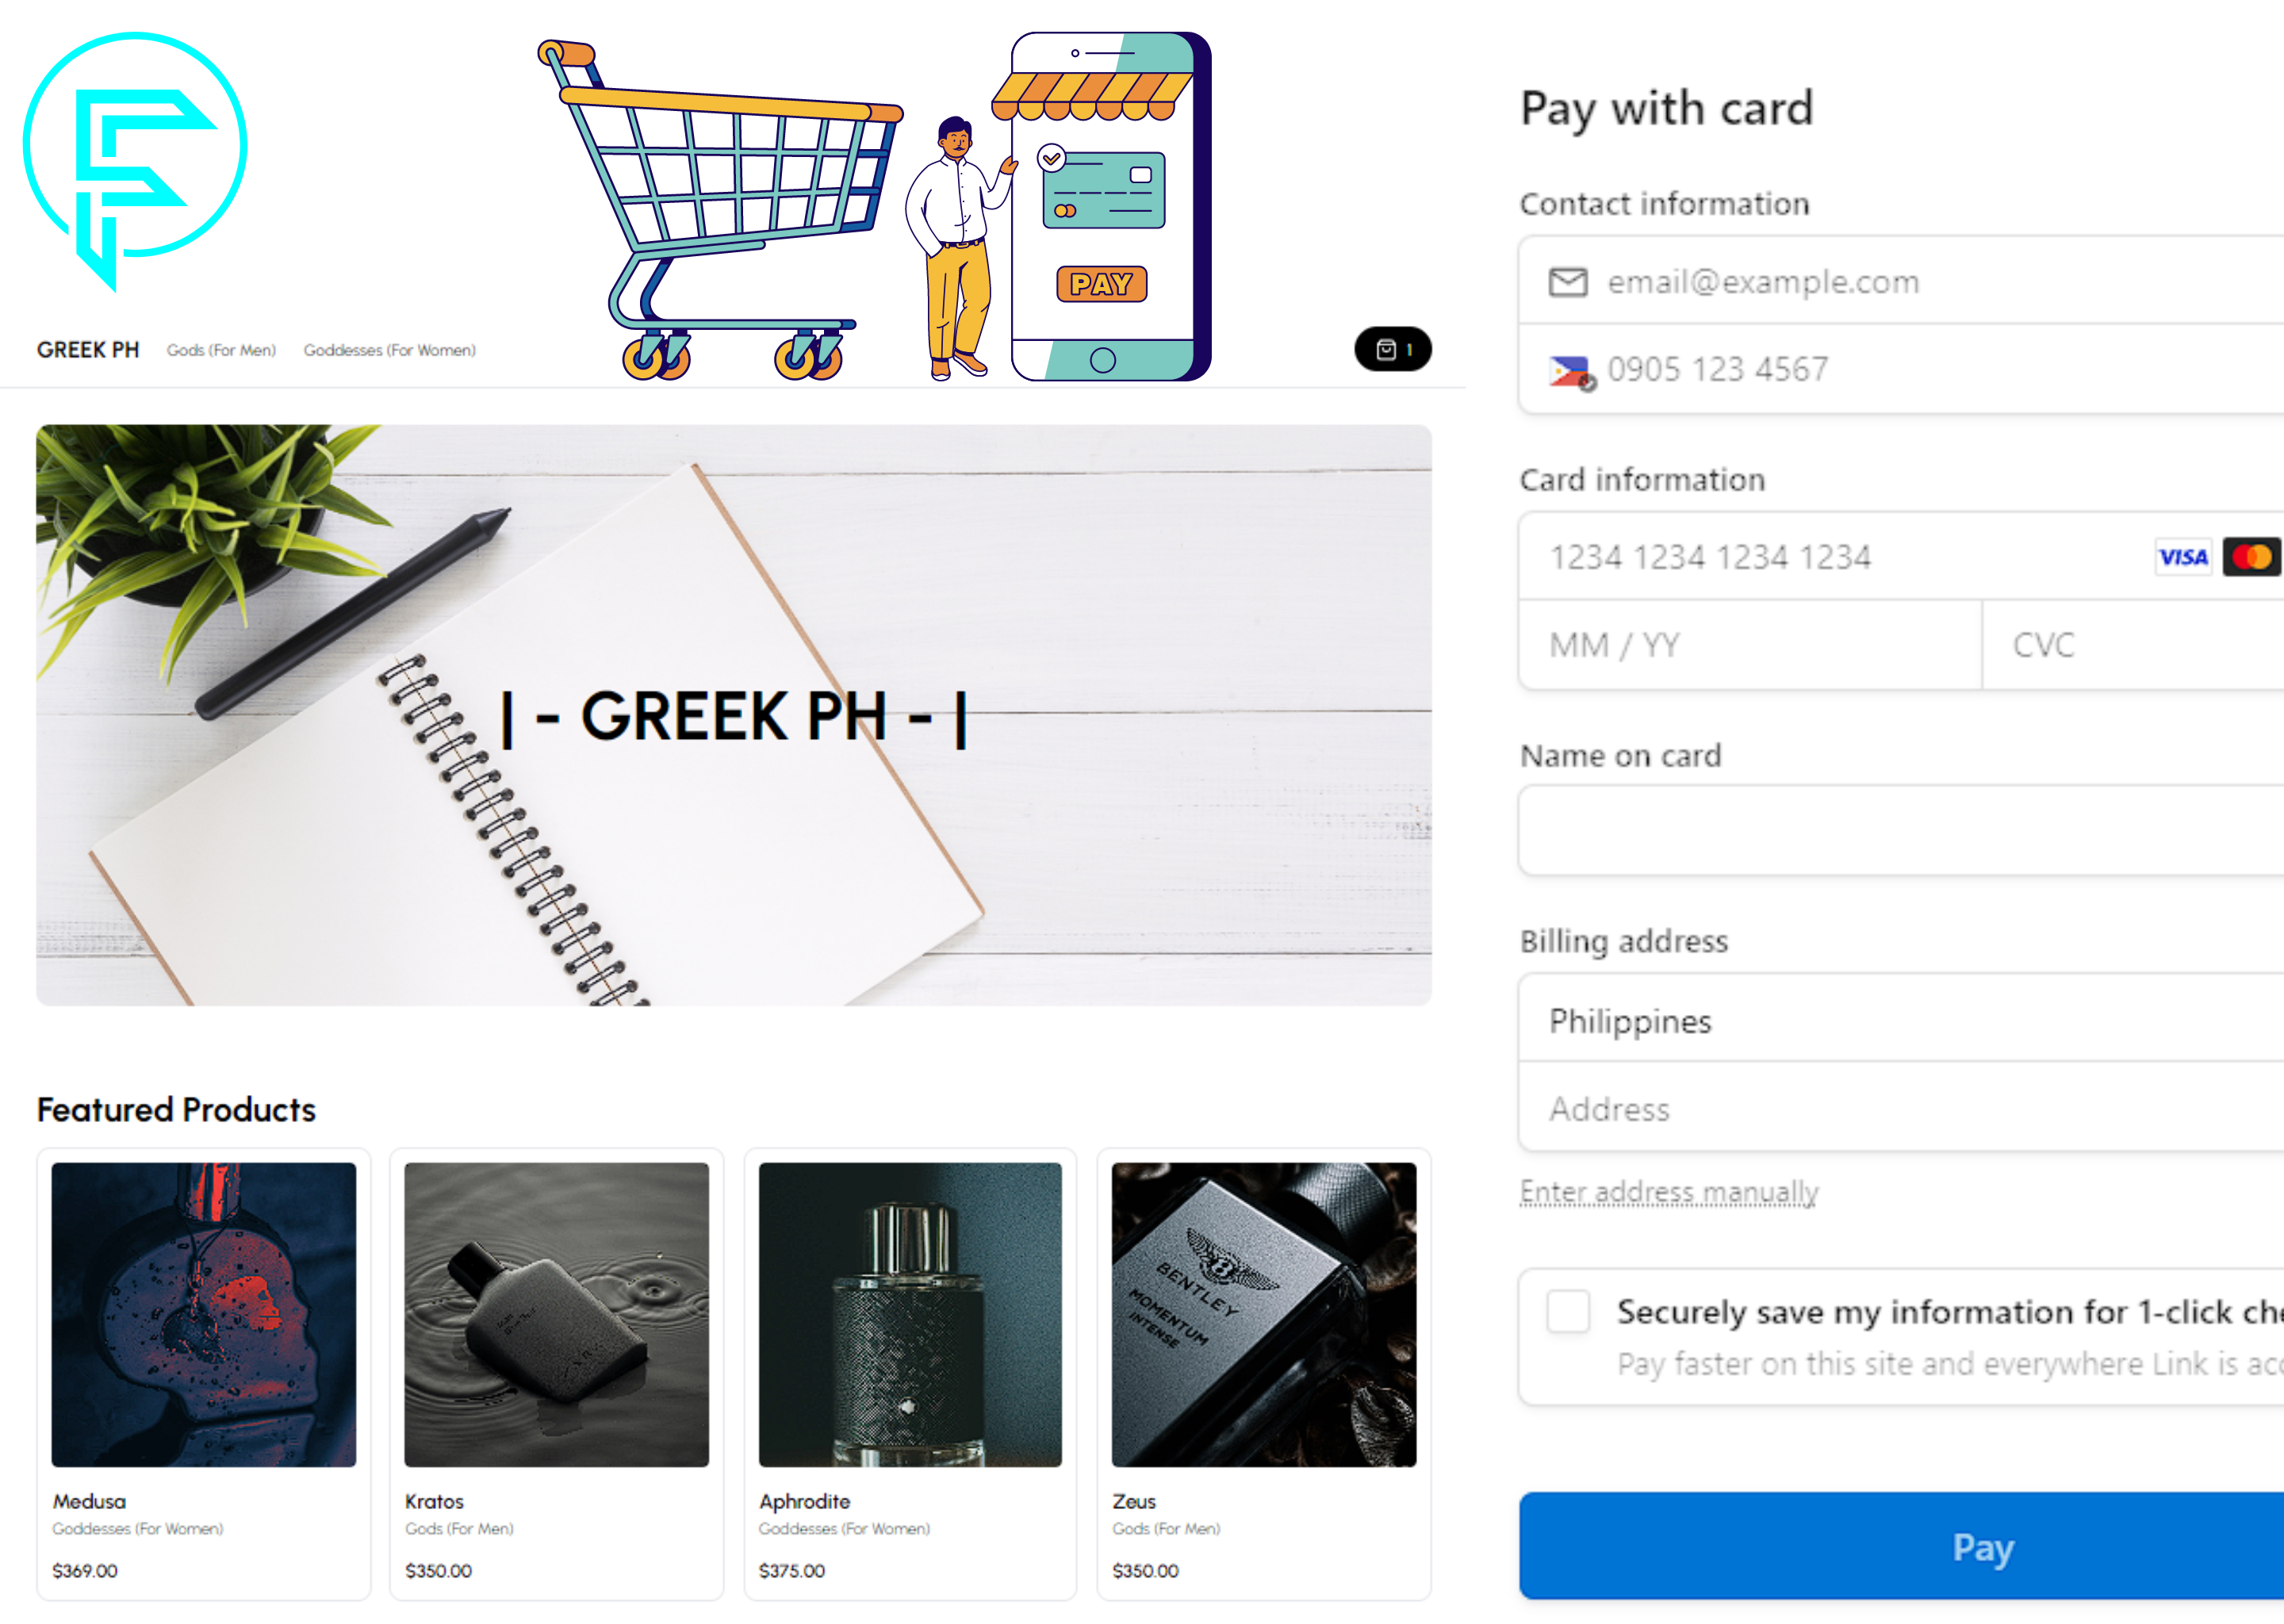 PAY
GREEK PH
Gods (For Men)
Goddesses (For Women)
1
| - GREEK PH - |
Featured Products
BENTLEY
MOMENTUM
INTENSE
Medusa
Goddesses (For Women)
$369.00
Kratos
Gods (For Men)
$350.00
Aphrodite
Goddesses (For Women)
$375.00
Zeus
Gods (For Men)
$350.00
Pay with card
Contact information
email@example.com
0905 123 4567
Card information
1234 1234 1234 1234
VISA
MM / YY
CVC
Name on card
Billing address
Philippines
Address
Enter address manually
Securely save my information for 1-click che
Pay faster on this site and everywhere Link is acc
Pay